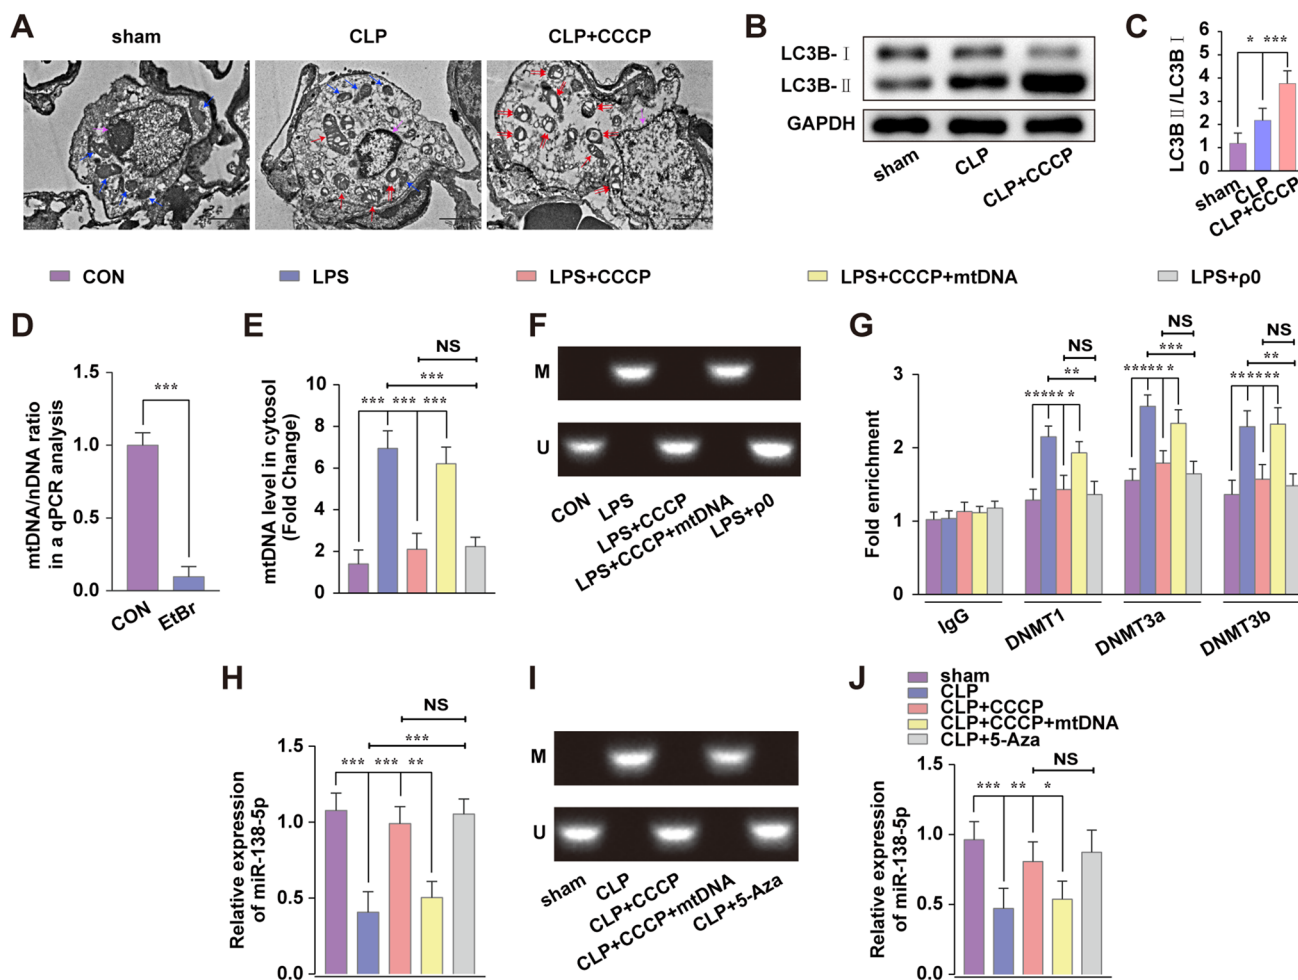 A
sham
CLP
CLP+CCCP
B
LC3B-Ⅰ
LC3B-Ⅱ
GAPDH
sham
CLP
CLP+CCCP
C
LC3BⅡ/LC3BⅠ
6
5
4
3
2
1
0
* ***
sham
CLP
CLP+CCCP
CON
LPS
LPS+CCCP
LPS+CCCP+mtDNA
LPS+ρ0
D
mtDNA/nDNA ratio
in a qPCR analysis
1.5
1.0
0.5
0.0
***
CON
EtBr
E
mtDNA level in cytosol
(Fold Change)
10
8
6
4
2
0
NS
***
*** *** ***
F
M
U
CON
LPS
LPS+CCCP
LPS+CCCP+mtDNA
LPS+ρ0
G
Fold enrichment
3
2
1
0
NS
**
***** *
NS
***
***** *
NS
**
*******
IgG
DNMT1
DNMT3a
DNMT3b
H
Relative expression
of miR-138-5p
1.5
1.0
0.5
0.0
NS
***
*** *** **
I
M
U
sham
CLP
CLP+CCCP
CLP+CCCP+mtDNA
CLP+5-Aza
J
sham
CLP
CLP+CCCP
CLP+CCCP+mtDNA
CLP+5-Aza
Relative expression
of miR-138-5p
1.5
1.0
0.5
0.0
NS
*** ** *